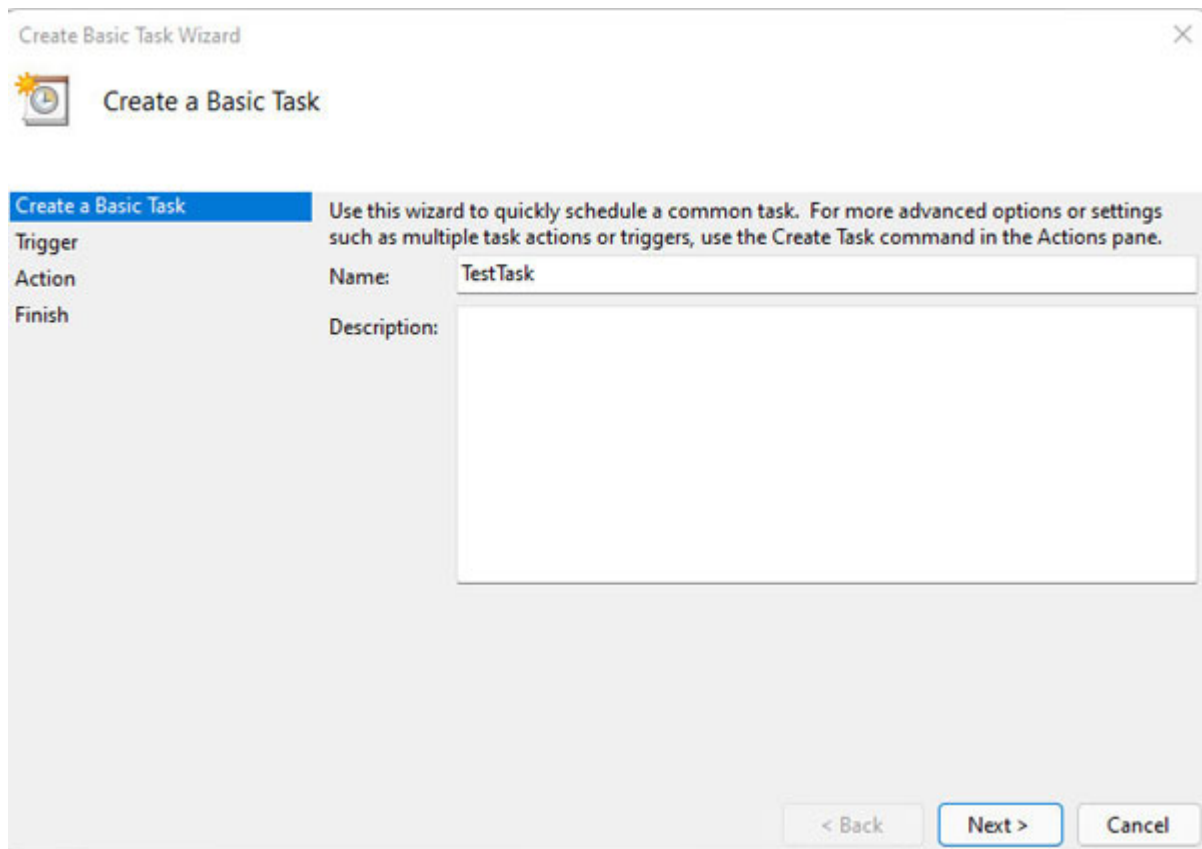 Create Basic Task Wizard
Create a Basic Task
Create a Basic Task
Trigger
Action
Finish
Use this wizard to quickly schedule a common task.  For more advanced options or settings
such as multiple task actions or triggers, use the Create Task command in the Actions pane.
Name:
TestTask
Description:
< Back
Next >
Cancel